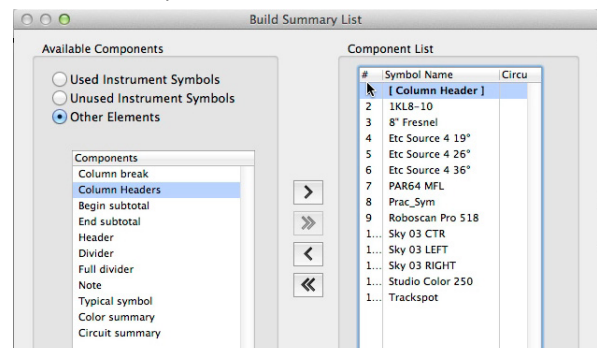 Build Summary List
Available Components
Used Instrument Symbols
Unused Instrument Symbols
Other Elements
Components
Column break
Column Headers
Begin subtotal
End subtotal
Header
Divider
Full divider
Note
Typical symbol
Color summary
Circuit summary
>
>>
<
<<
Component List
# Symbol Name Circu
[ Column Header ]
2 1KL8-10
3 8" Fresnel
4 Etc Source 4 19°
5 Etc Source 4 26°
6 Etc Source 4 36°
7 PAR64 MFL
8 Prac_Sym
9 Roboscan Pro 518
1... Sky 03 CTR
1... Sky 03 LEFT
1... Sky 03 RIGHT
1... Studio Color 250
1... Trackspot